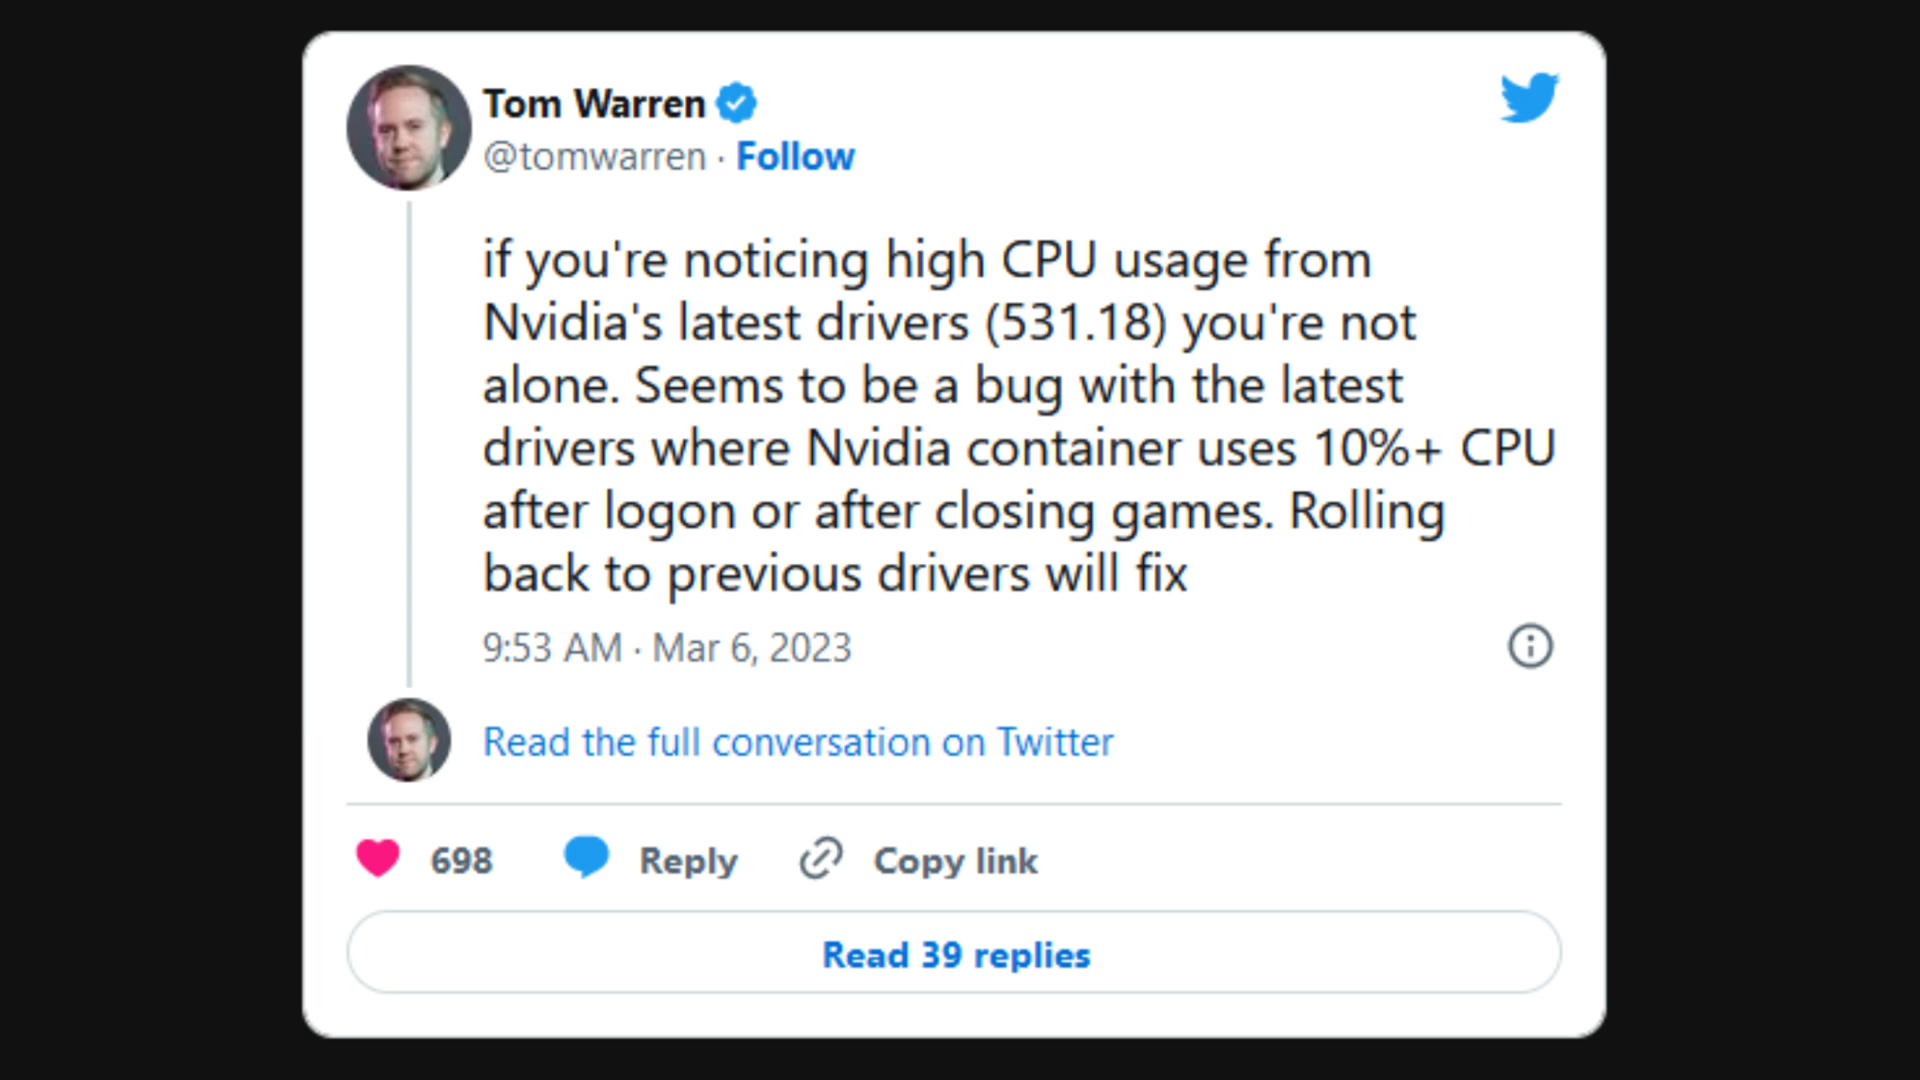 Tom Warren
@tomwarren · Follow
if you're noticing high CPU usage from
Nvidia's latest drivers (531.18) you're not
alone. Seems to be a bug with the latest
drivers where Nvidia container uses 10%+ CPU
after logon or after closing games. Rolling
back to previous drivers will fix
9:53 AM · Mar 6, 2023
Read the full conversation on Twitter
698 Reply Copy link
Read 39 replies